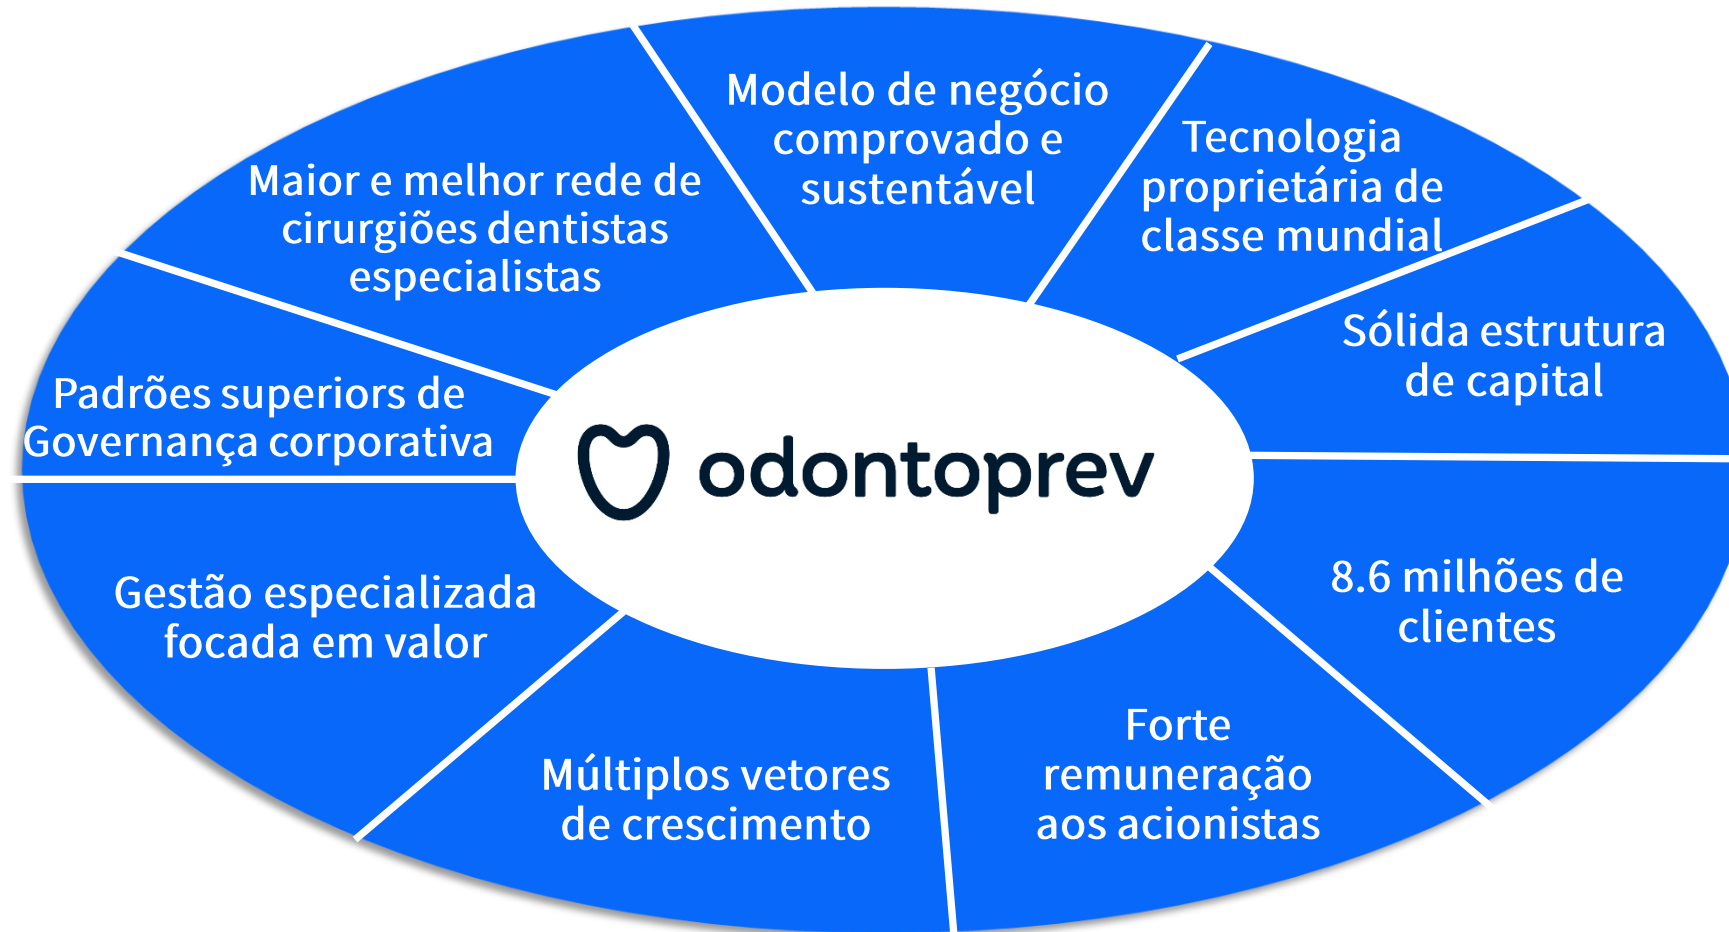 Modelo de negócio
comprovado e
sustentável
Tecnologia
proprietária de
classe mundial
Sólida estrutura
de capital
8.6 milhões de
clientes
Forte
remuneração
aos acionistas
Múltiplos vetores
de crescimento
Gestão especializada
focada em valor
Padrões superiors de
Governança corporativa
Maior e melhor rede de
cirurgiões dentistas
especialistas
odontoprev